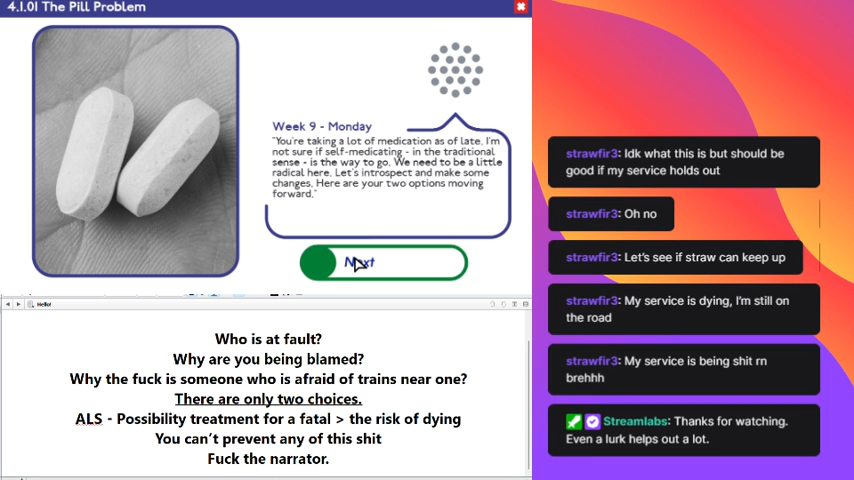 4.1.01 The Pill Problem
Week 9 - Monday
"You're taking a lot of medication as of late. I'm
not sure if self-medicating - in the traditional
sense - is the way to go. We need to be a little
radical here. Let's introspect and make some
changes. Here are your two options moving
forward."
Next
Hello!
Who is at fault?
Why are you being blamed?
Why the fuck is someone who is afraid of trains near one?
There are only two choices.
ALS - Possibility treatment for a fatal > the risk of dying
You can't prevent any of this shit
Fuck the narrator.
strawfir3: Idk what this is but should be
good if my service holds out
strawfir3: Oh no
strawfir3: Let's see if straw can keep up
strawfir3: My service is dying, I'm still on
the road
strawfir3: My service is being shit rn
brehhh
Streamlabs: Thanks for watching.
Even a lurk helps out a lot.